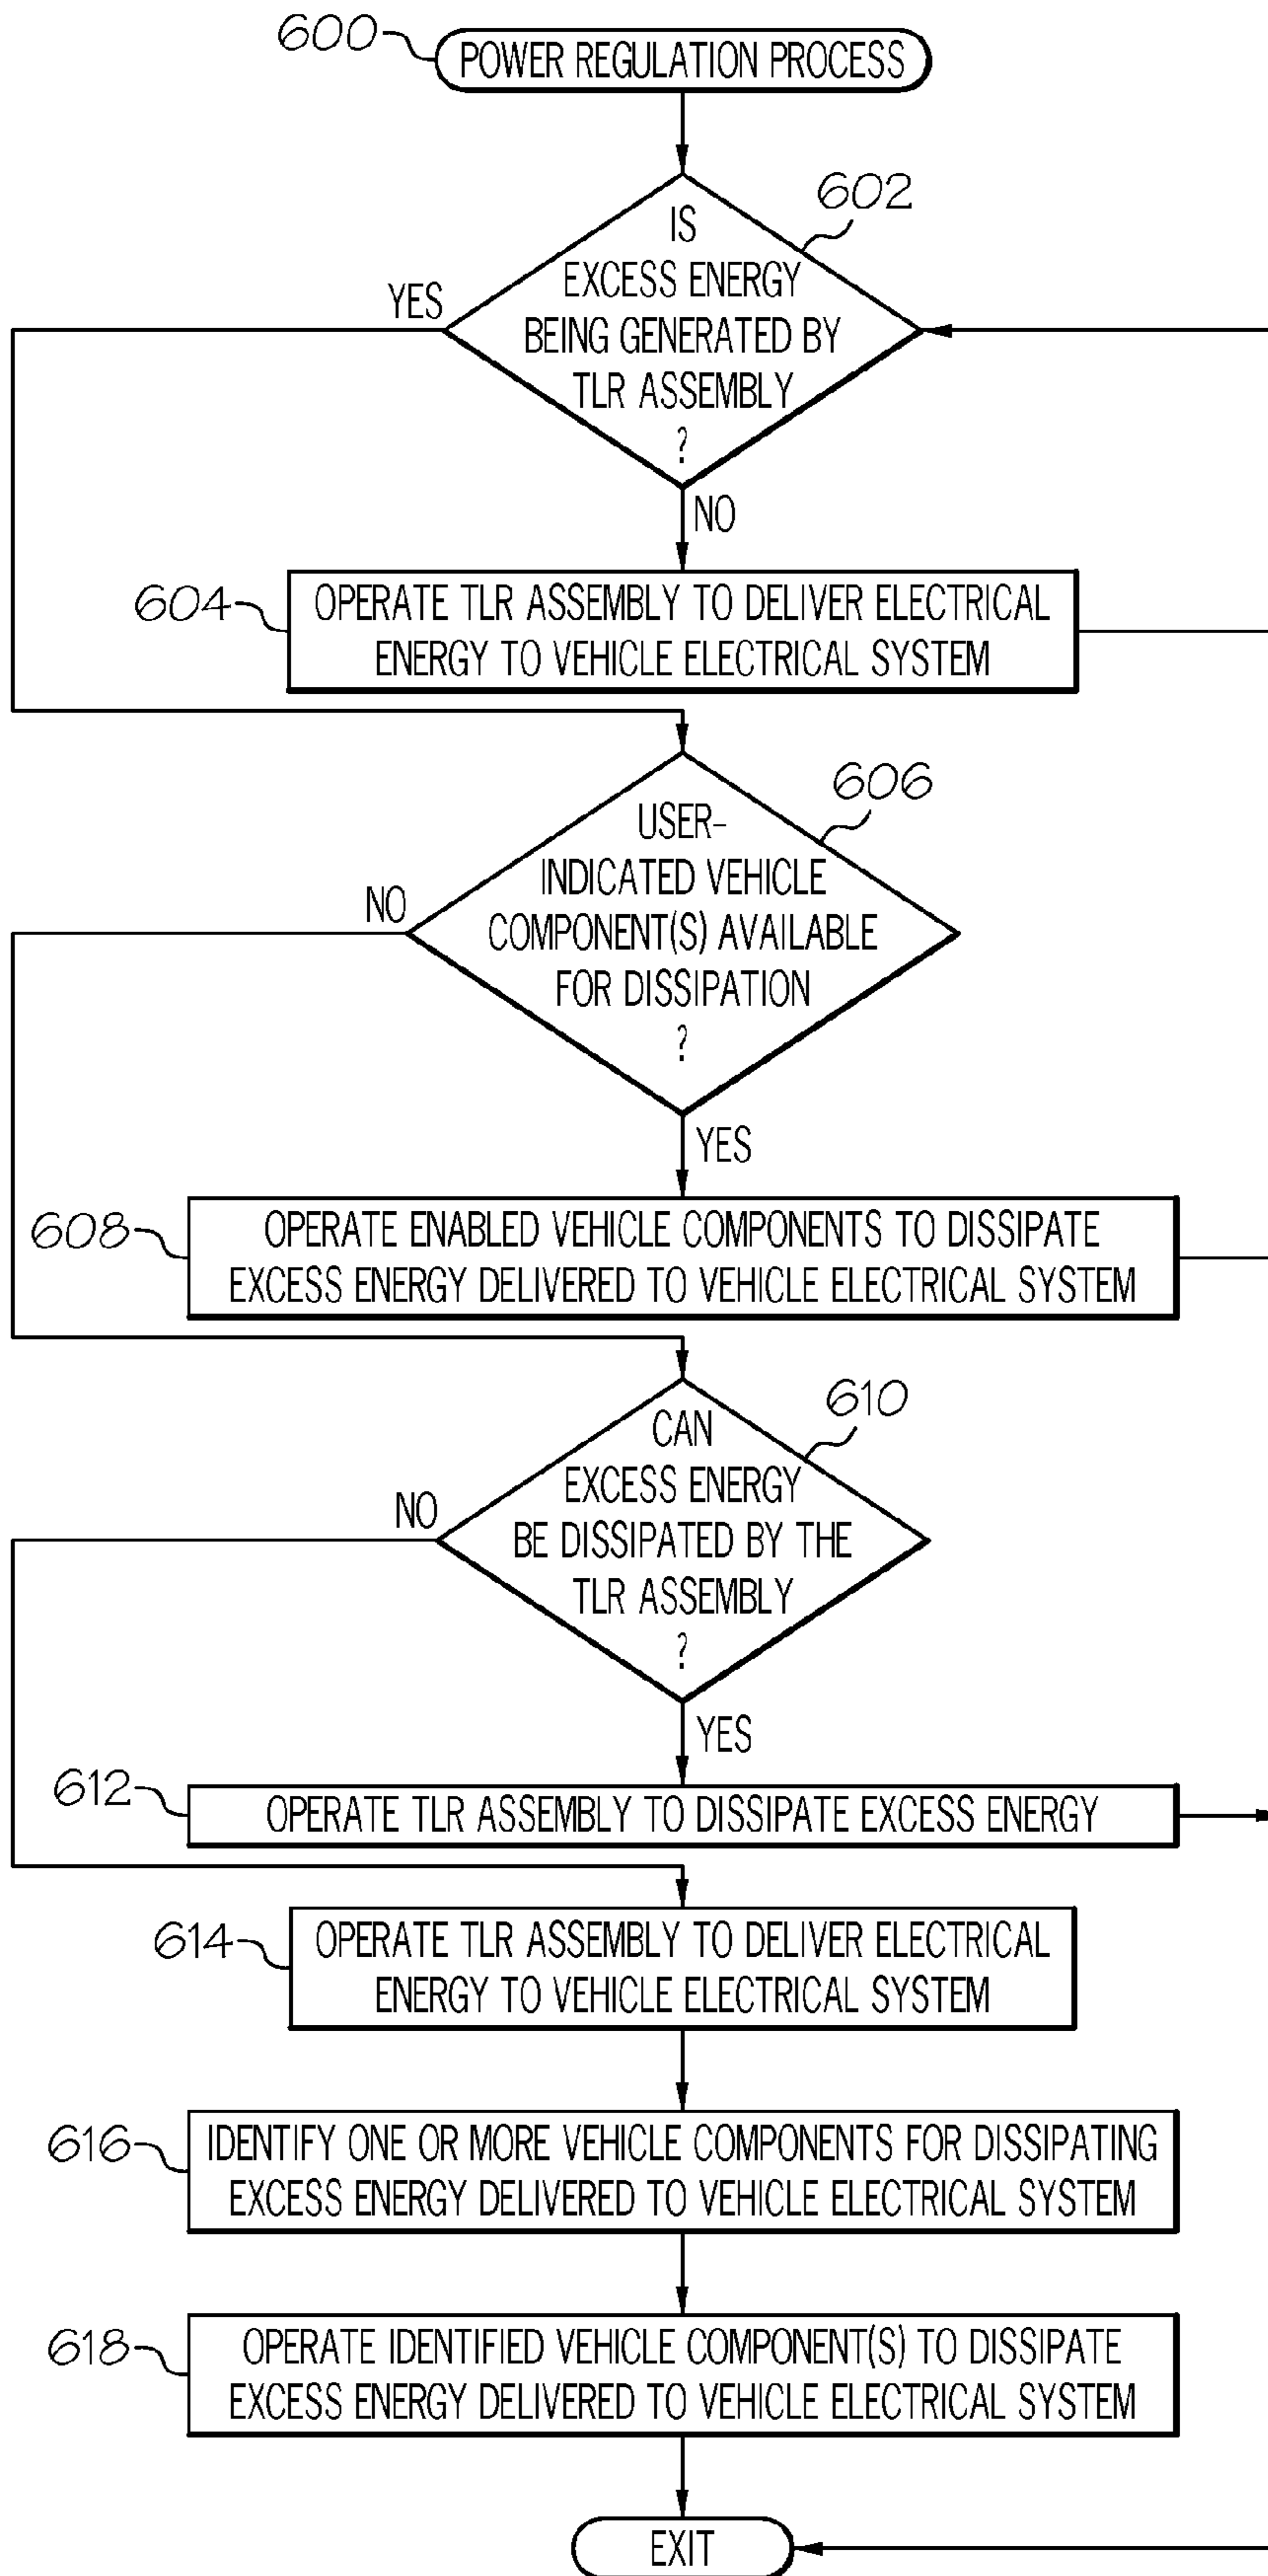 600
POWER REGULATION PROCESS
602
IS
EXCESS ENERGY
BEING GENERATED BY
TLR ASSEMBLY
?
YES
NO
604
OPERATE TLR ASSEMBLY TO DELIVER ELECTRICAL
ENERGY TO VEHICLE ELECTRICAL SYSTEM
606
USER-
INDICATED VEHICLE
COMPONENT(S) AVAILABLE
FOR DISSIPATION
?
NO
YES
608
OPERATE ENABLED VEHICLE COMPONENTS TO DISSIPATE
EXCESS ENERGY DELIVERED TO VEHICLE ELECTRICAL SYSTEM
610
CAN
EXCESS ENERGY
BE DISSIPATED BY THE
TLR ASSEMBLY
?
NO
YES
612
OPERATE TLR ASSEMBLY TO DISSIPATE EXCESS ENERGY
614
OPERATE TLR ASSEMBLY TO DELIVER ELECTRICAL
ENERGY TO VEHICLE ELECTRICAL SYSTEM
616
IDENTIFY ONE OR MORE VEHICLE COMPONENTS FOR DISSIPATING
EXCESS ENERGY DELIVERED TO VEHICLE ELECTRICAL SYSTEM
618
OPERATE IDENTIFIED VEHICLE COMPONENT(S) TO DISSIPATE
EXCESS ENERGY DELIVERED TO VEHICLE ELECTRICAL SYSTEM
EXIT